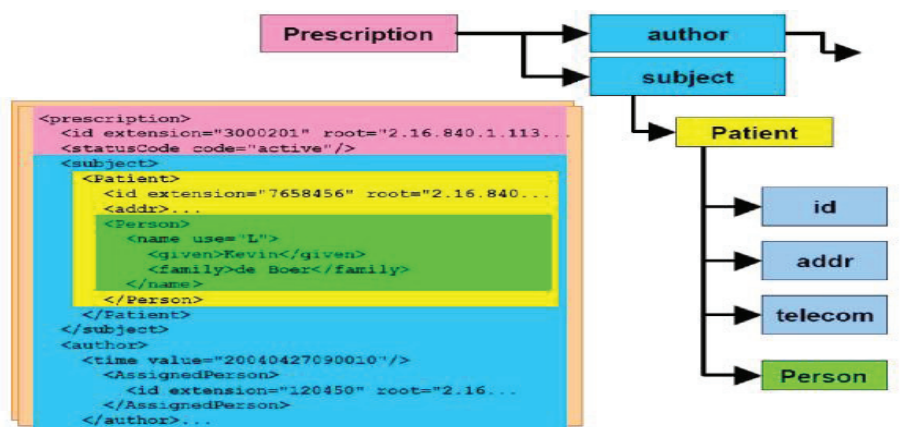 Prescription
author
subject
Patient
id
addr
telecom
Person
<prescription>
<id extension="3000201" root="2.16.840.1.113...
<statusCode code="active"/>
<subject>
<Patient>
<id extension="7658456" root="2.16.840...
<addr>...
<Person>
<name use="L">
<given>Kevin</given>
<family>de Boer</family>
</name>
</Person>
</Patient>
</subject>
<author>
<time value="20040427090010"/>
<AssignedPerson>
<id extension="120450" root="2.16...
</AssignedPerson>
</author>...